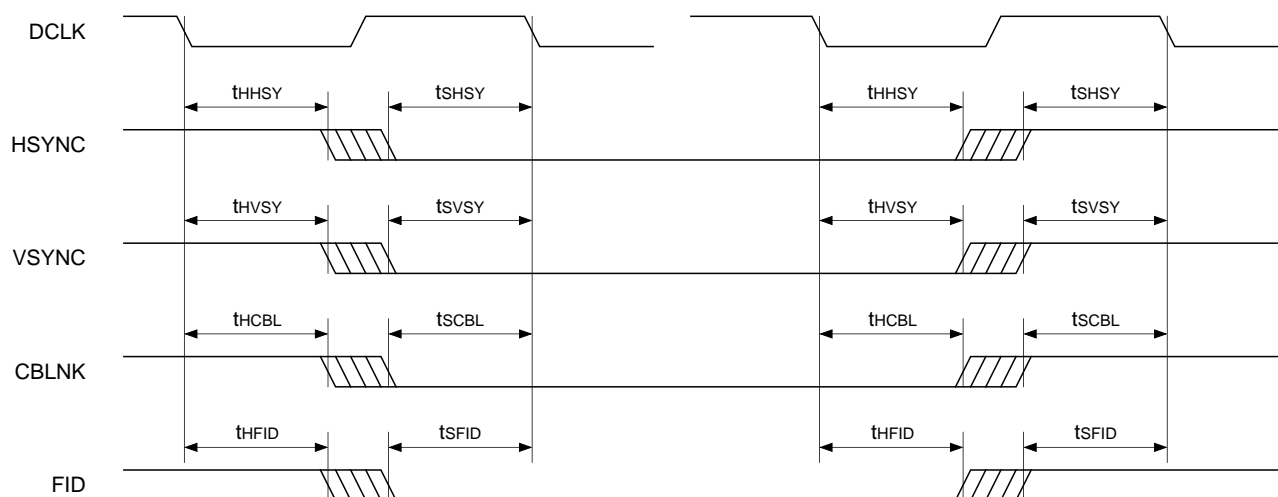 DCLK
tHHSY tSHSY tHHSY tSHSY
HSYNC
tHVSY tSVSY tHVSY tSVSY
VSYNC
tHCBL tSCBL tHCBL tSCBL
CBLNK
tHFID tSFID tHFID tSFID
FID